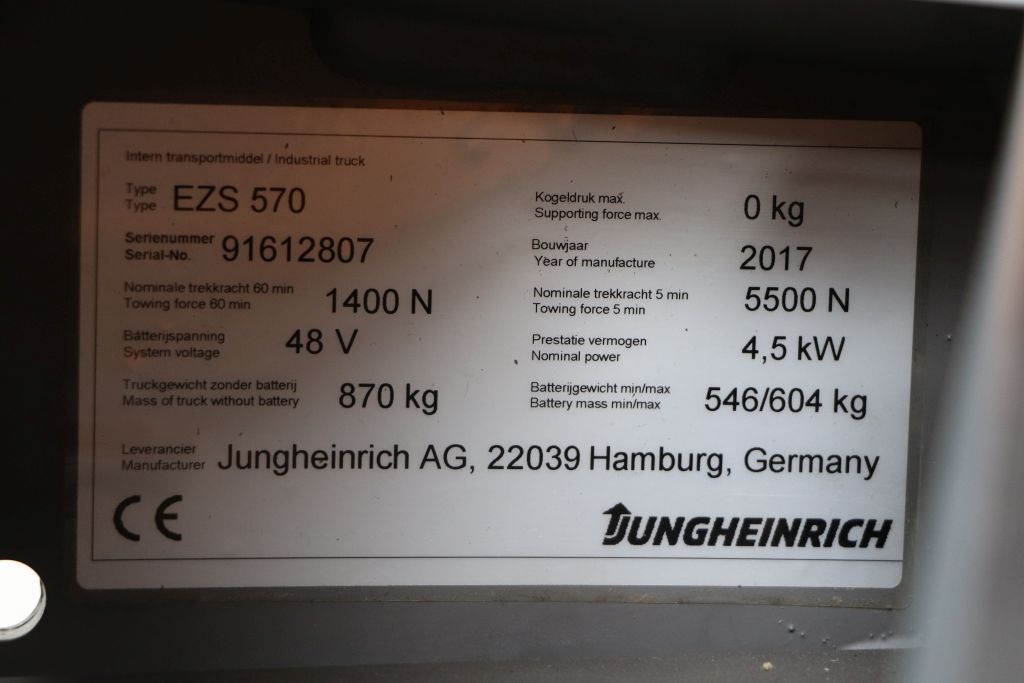 Intern transportmiddel / Industrial truck
Type
Type
EZS 570
Kogeldruk max.
Supporting force max.
0 kg
Serienummer
Serial-No.
91612807
Bouwjaar
Year of manufacture
2017
Nominale trekkracht 60 min
Towing force 60 min
1400 N
Nominale trekkracht 5 min
Towing force 5 min
5500 N
Batterijspanning
System voltage
48 V
Prestatie vermogen
Nominal power
4,5 kW
Truckgewicht zonder batterij
Mass of truck without battery
870 kg
Batterijgewicht min/max
Battery mass min/max
546/604 kg
Leverancier
Manufacturer
Jungheinrich AG, 22039 Hamburg, Germany
CE
JUNGHEINRICH